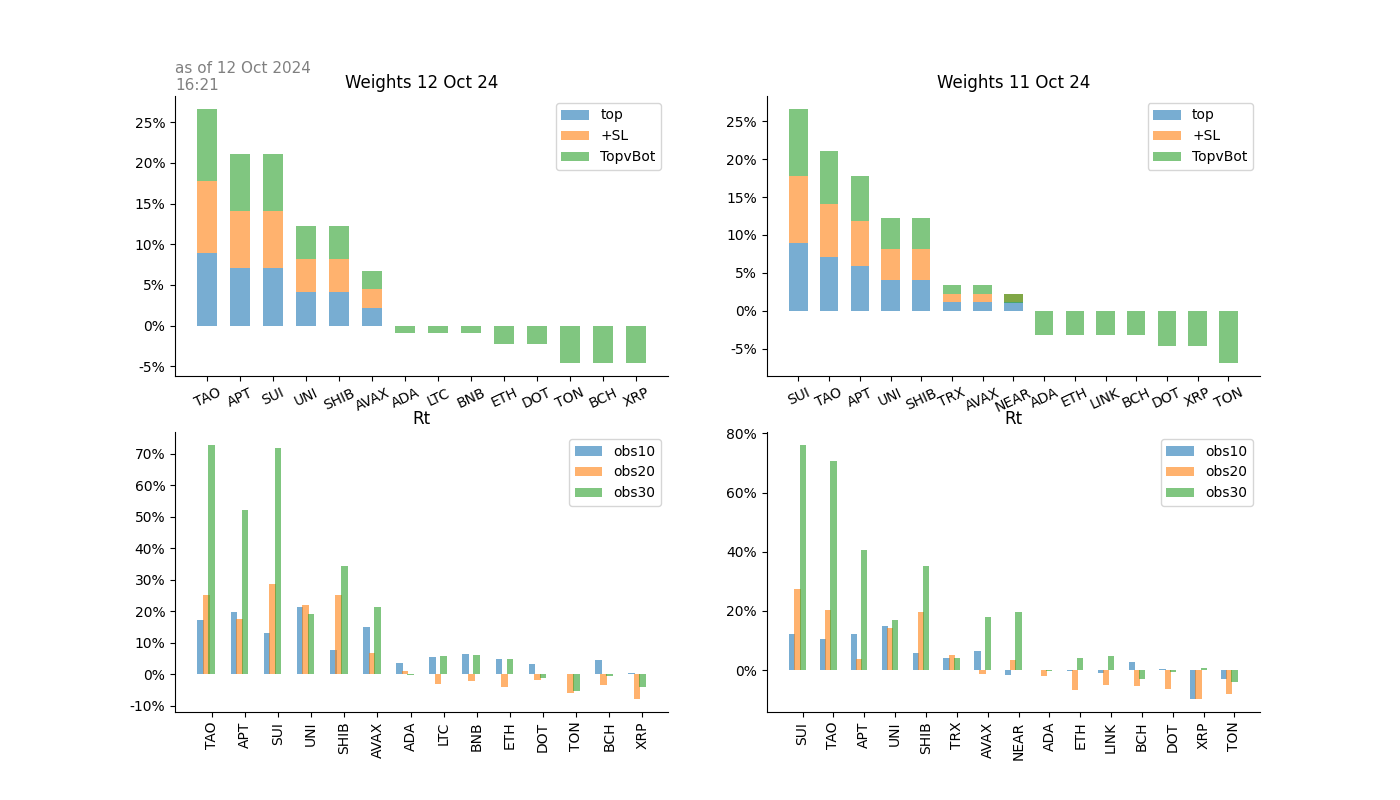 as of 12 Oct 2024
16:21
Weights 12 Oct 24
25%
20%
15%
10%
5%
0%
-5%
top
+SL
TopvBot
TAO APT SUI UNI SHIB AVAX ADA LTC BNB ETH DOT TON BCH XRP
Weights 11 Oct 24
25%
20%
15%
10%
5%
0%
-5%
top
+SL
TopvBot
SUI TAO APT UNI SHIB TRX AVAX NEAR ADA ETH LINK BCH DOT XRP TON
Rt
70%
60%
50%
40%
30%
20%
10%
0%
-10%
obs10
obs20
obs30
TAO APT SUI UNI SHIB AVAX ADA LTC BNB ETH DOT TON BCH XRP
Rt
80%
60%
40%
20%
0%
obs10
obs20
obs30
SUI TAO APT UNI SHIB TRX AVAX NEAR ADA ETH LINK BCH DOT XRP TON